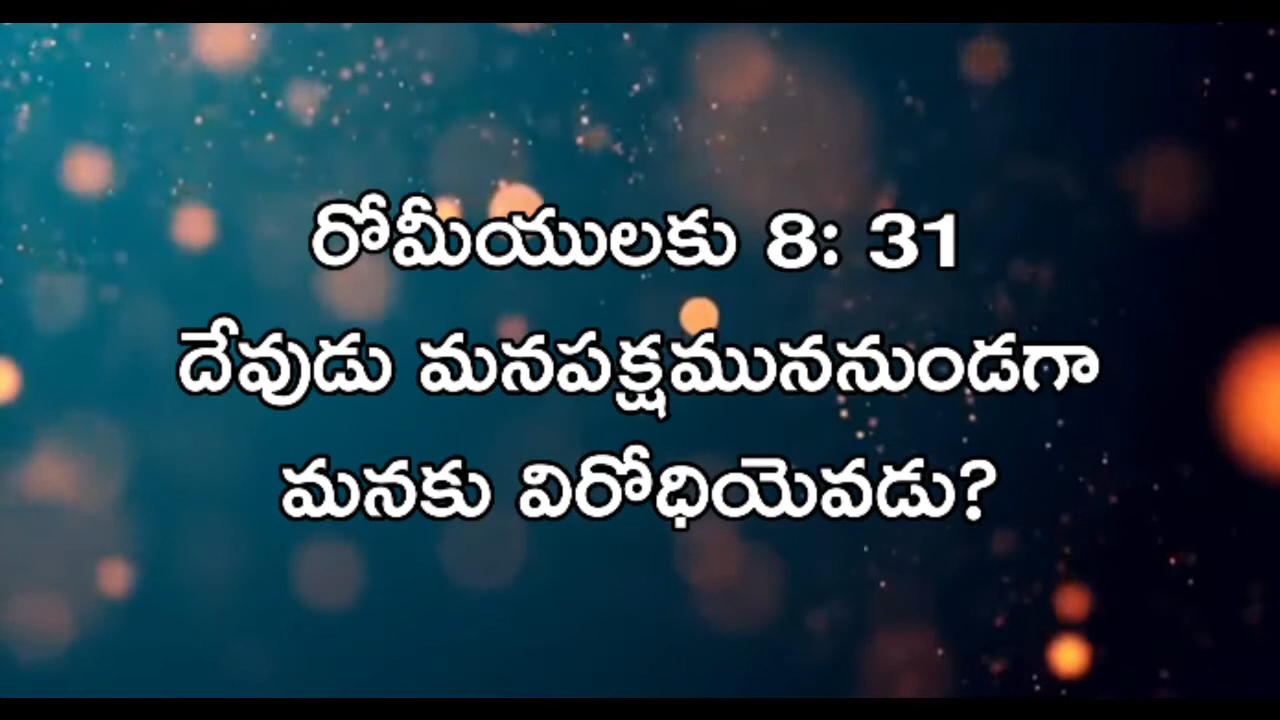 రోమీయులకు 8: 31
దేవుడు మనపక్షముననుండగా
మనకు విరోధియెవడు?